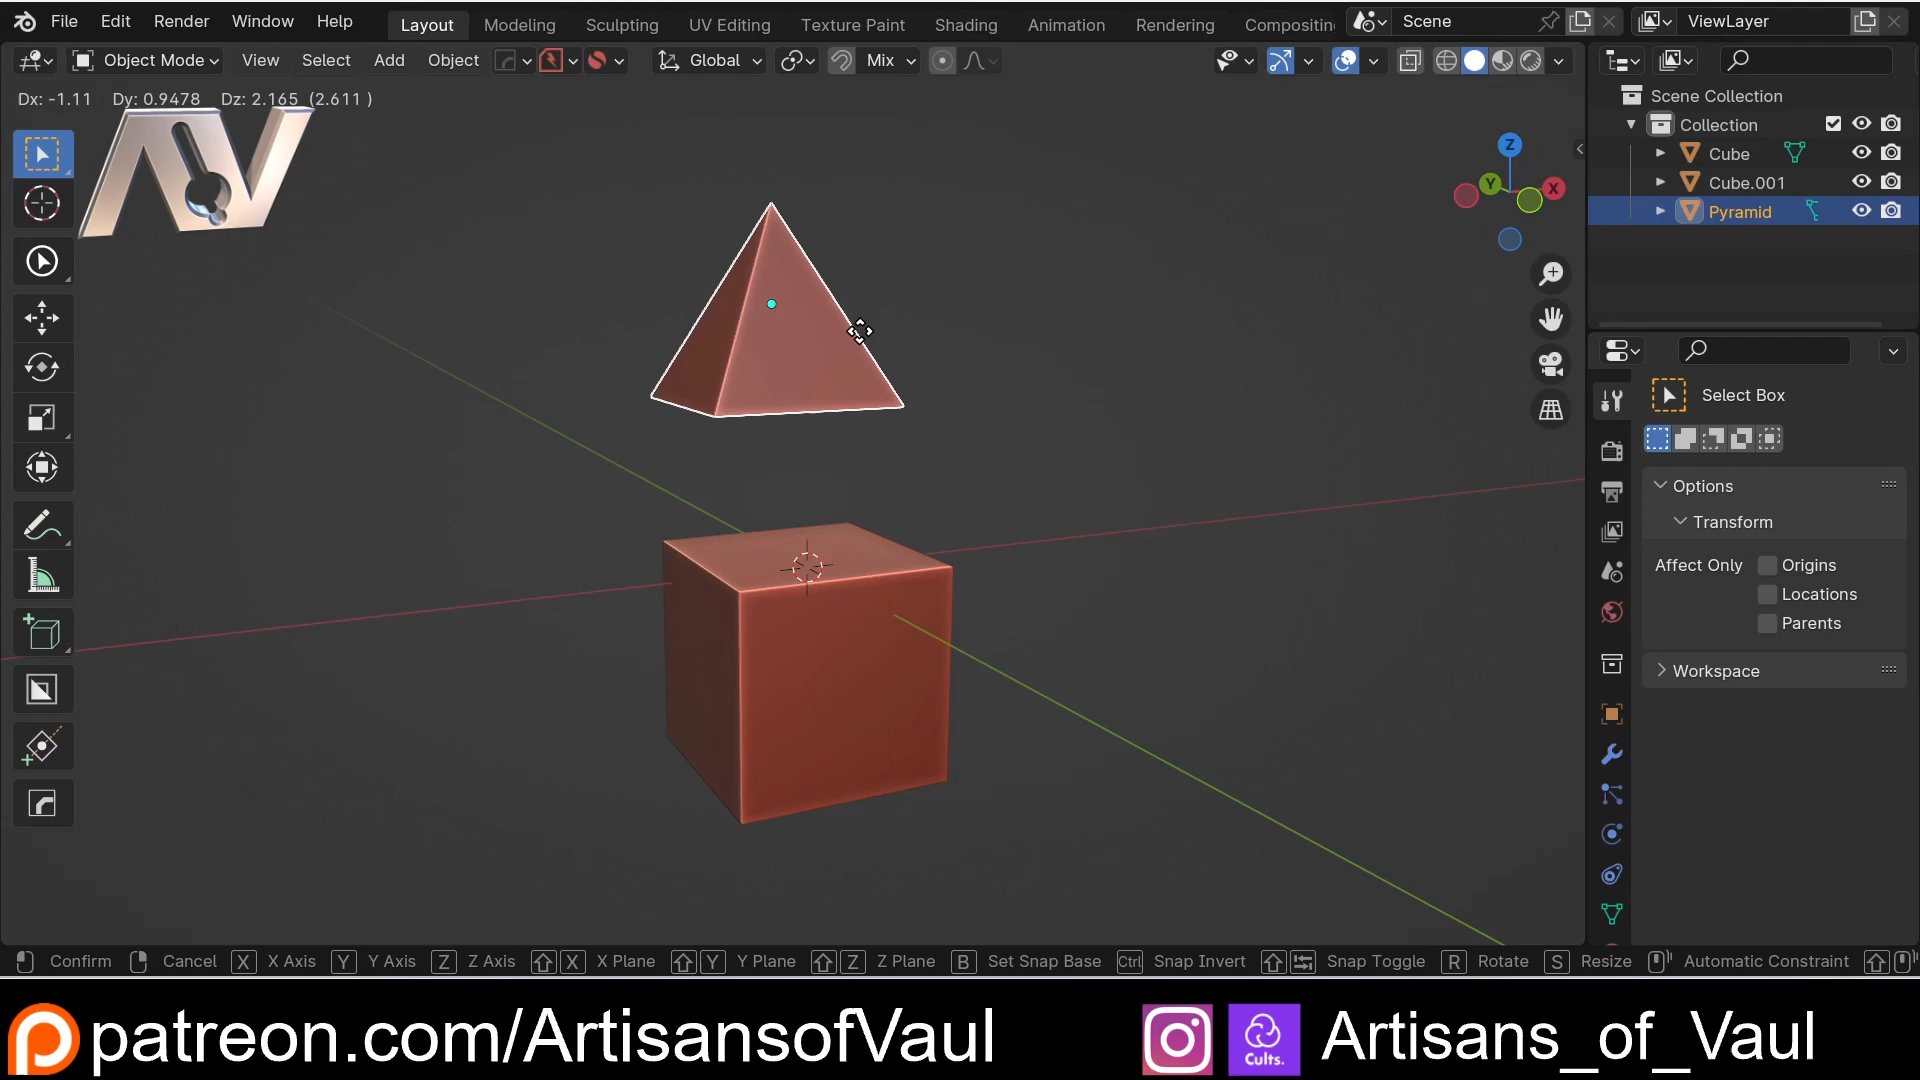 File Edit Render Window Help Layout Modeling Sculpting UV Editing Texture Paint Shading Animation Rendering Scene ViewLayer
Object Mode View Select Add Object Global Mix
Dx: -1.11 Dy: 0.9478 Dz: 2.165 (2.611 )
Scene Collection
Collection
Cube
Cube.001
Pyramid
Z
Y
X
Select Box
Options
Transform
Affect Only Origins
Locations
Parents
Workspace
Confirm Cancel X X Axis Y Y Axis Z Z Axis X X Plane Y Y Plane Z Z Plane B Set Snap Base Ctrl Snap Invert Snap Toggle R Rotate S Resize Automatic Constraint
patreon.com/ArtisansofVaul Cults. Artisans_of_Vaul